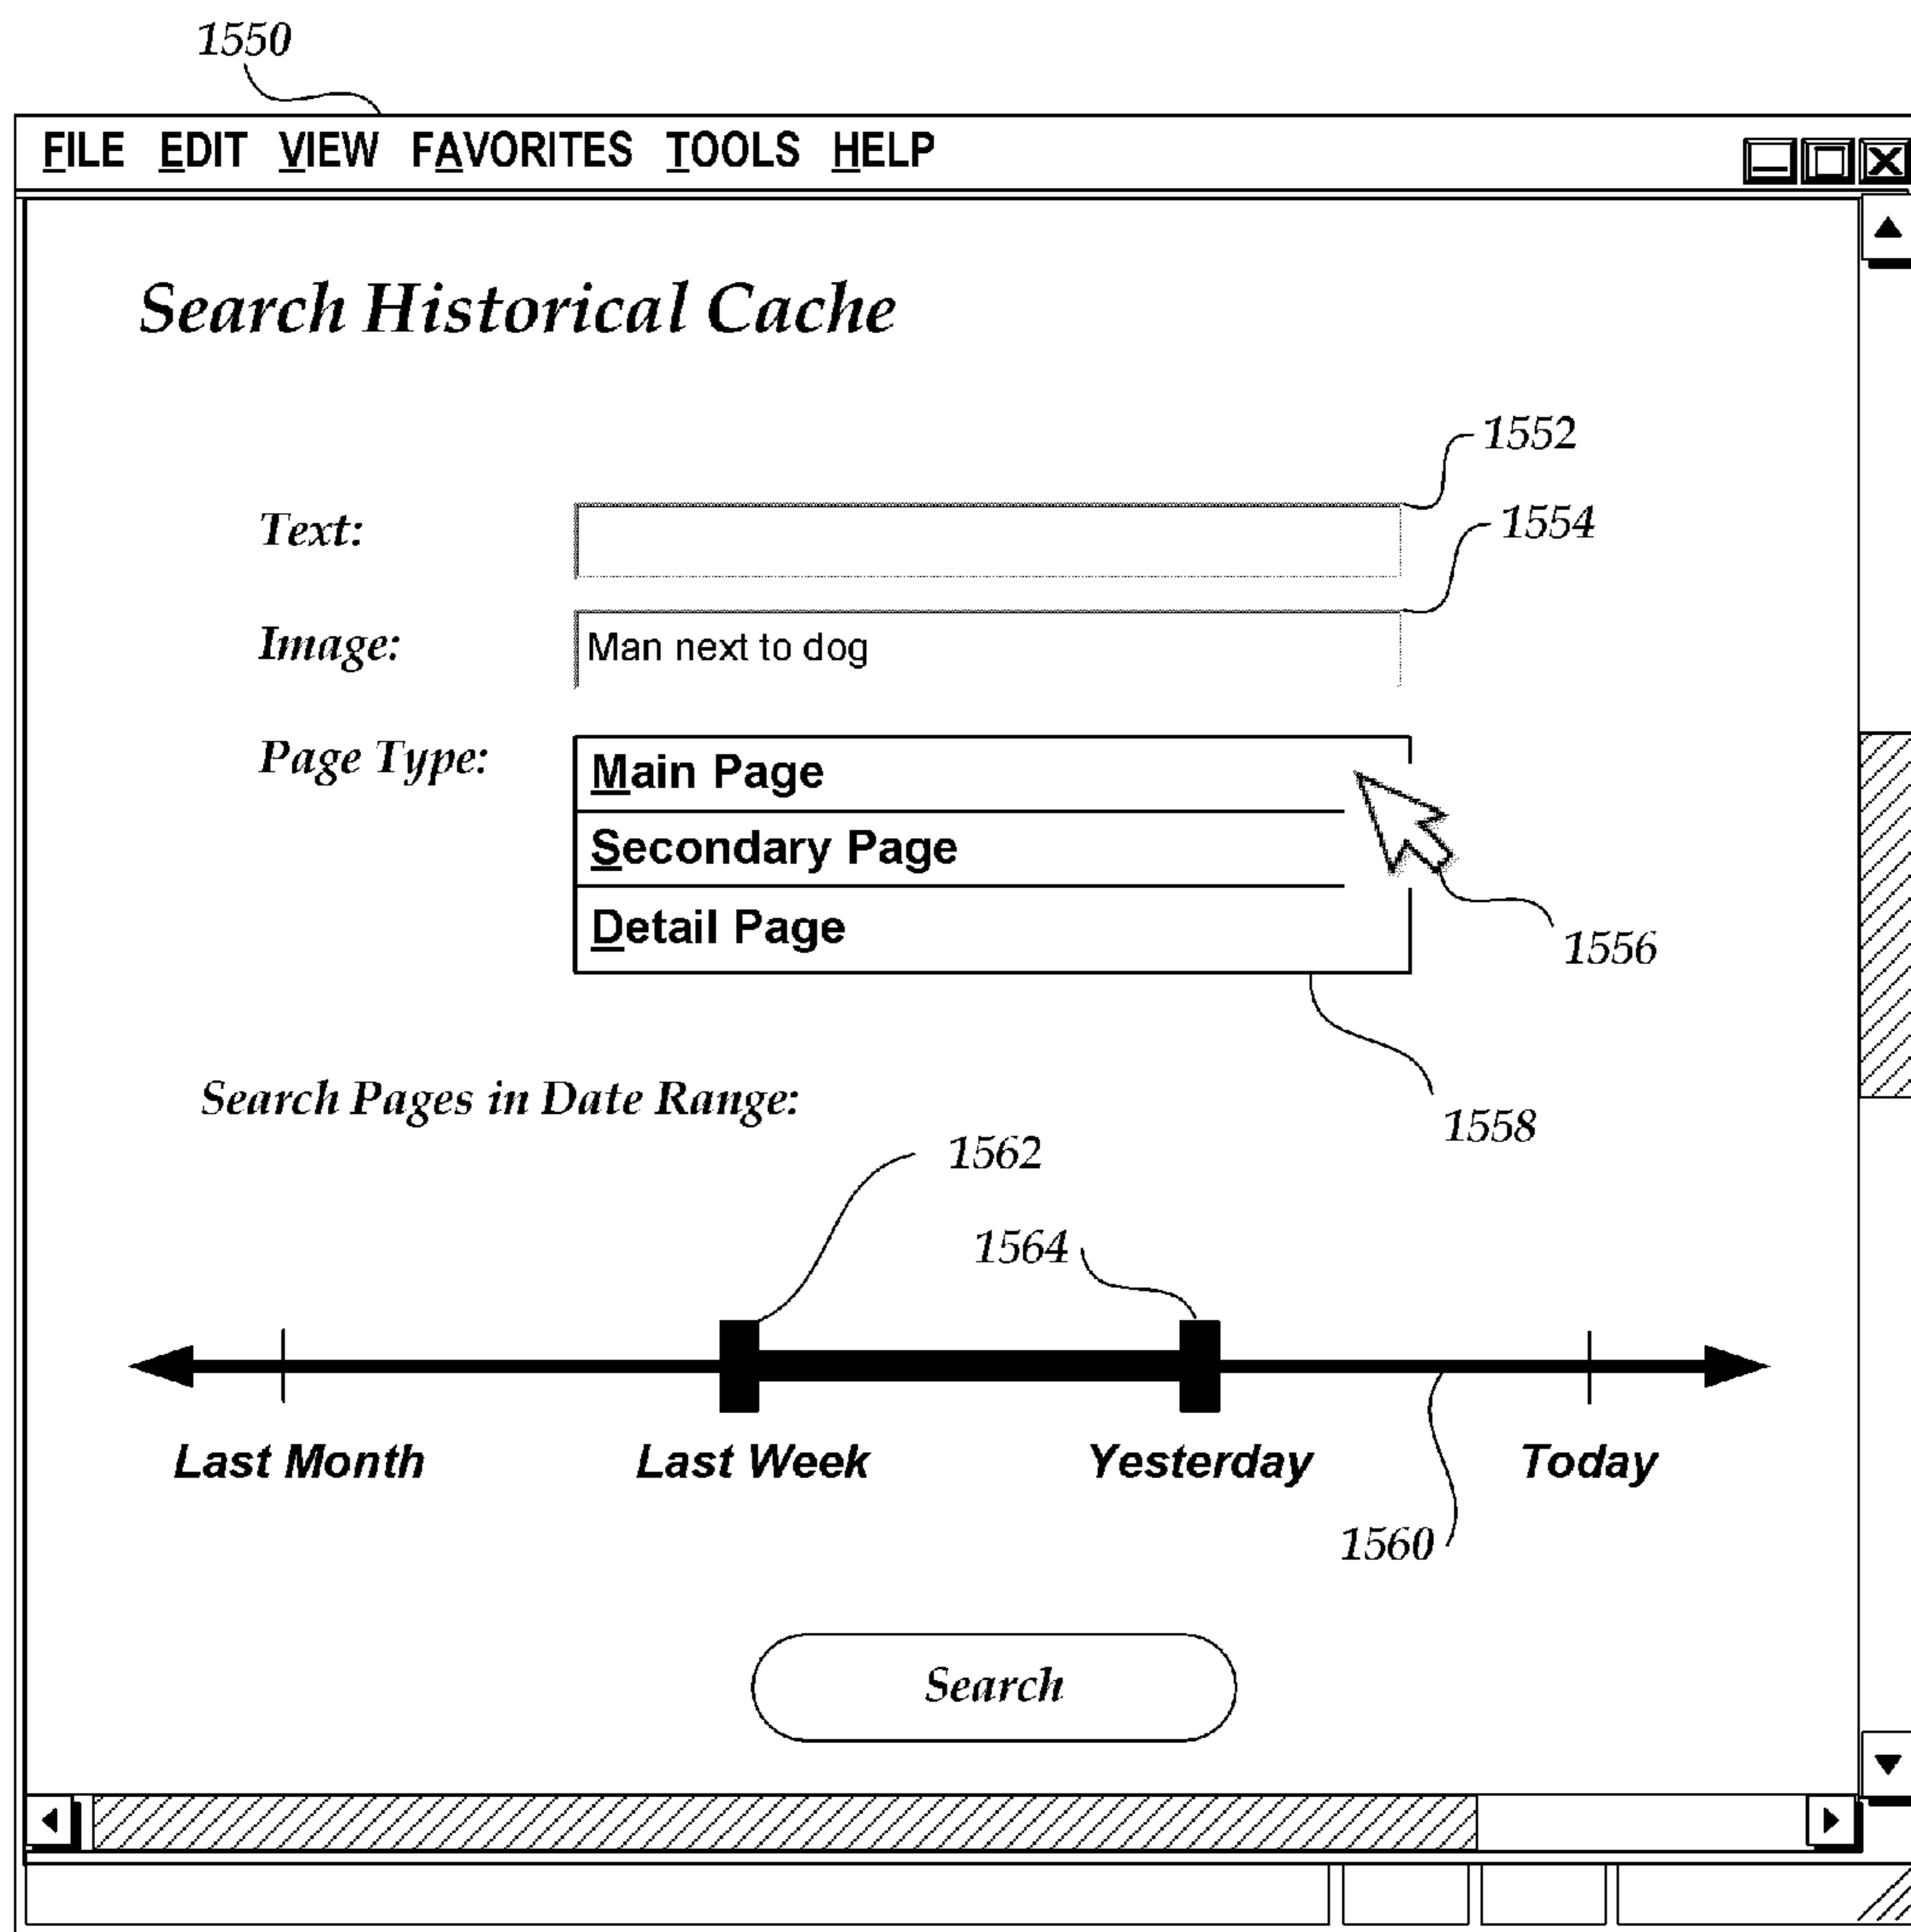 1550
FILE EDIT VIEW FAVORITES TOOLS HELP
Search Historical Cache
1552
Text:
1554
Image: Man next to dog
Page Type: Main Page
Secondary Page
Detail Page
1556
1558
Search Pages in Date Range:
1562
1564
Last Month Last Week Yesterday Today
1560
Search